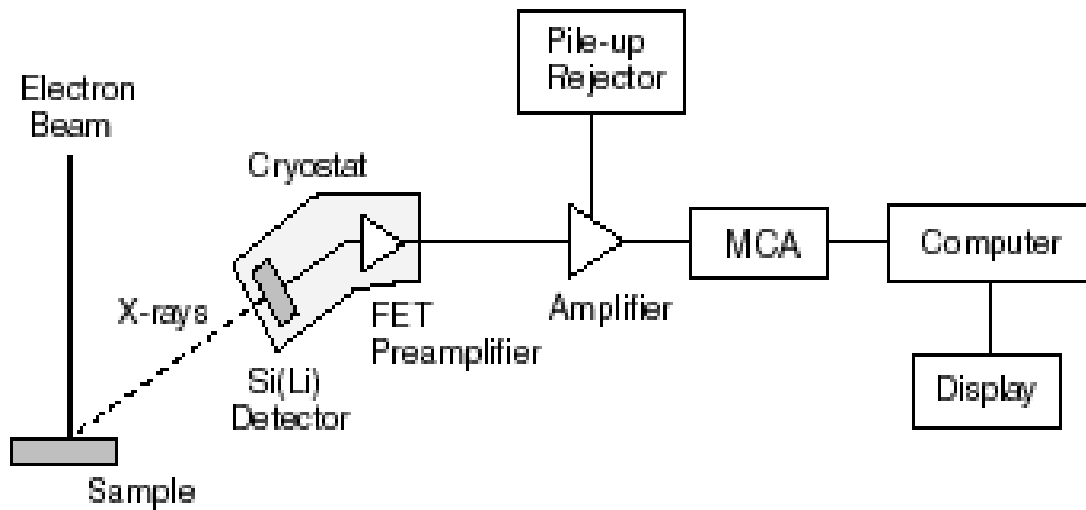 Pile-up
Rejector
Electron
Beam
Cryostat
MCA
Computer
X-rays
FET
Preamplifier
Amplifier
Si(Li)
Detector
Display
Sample